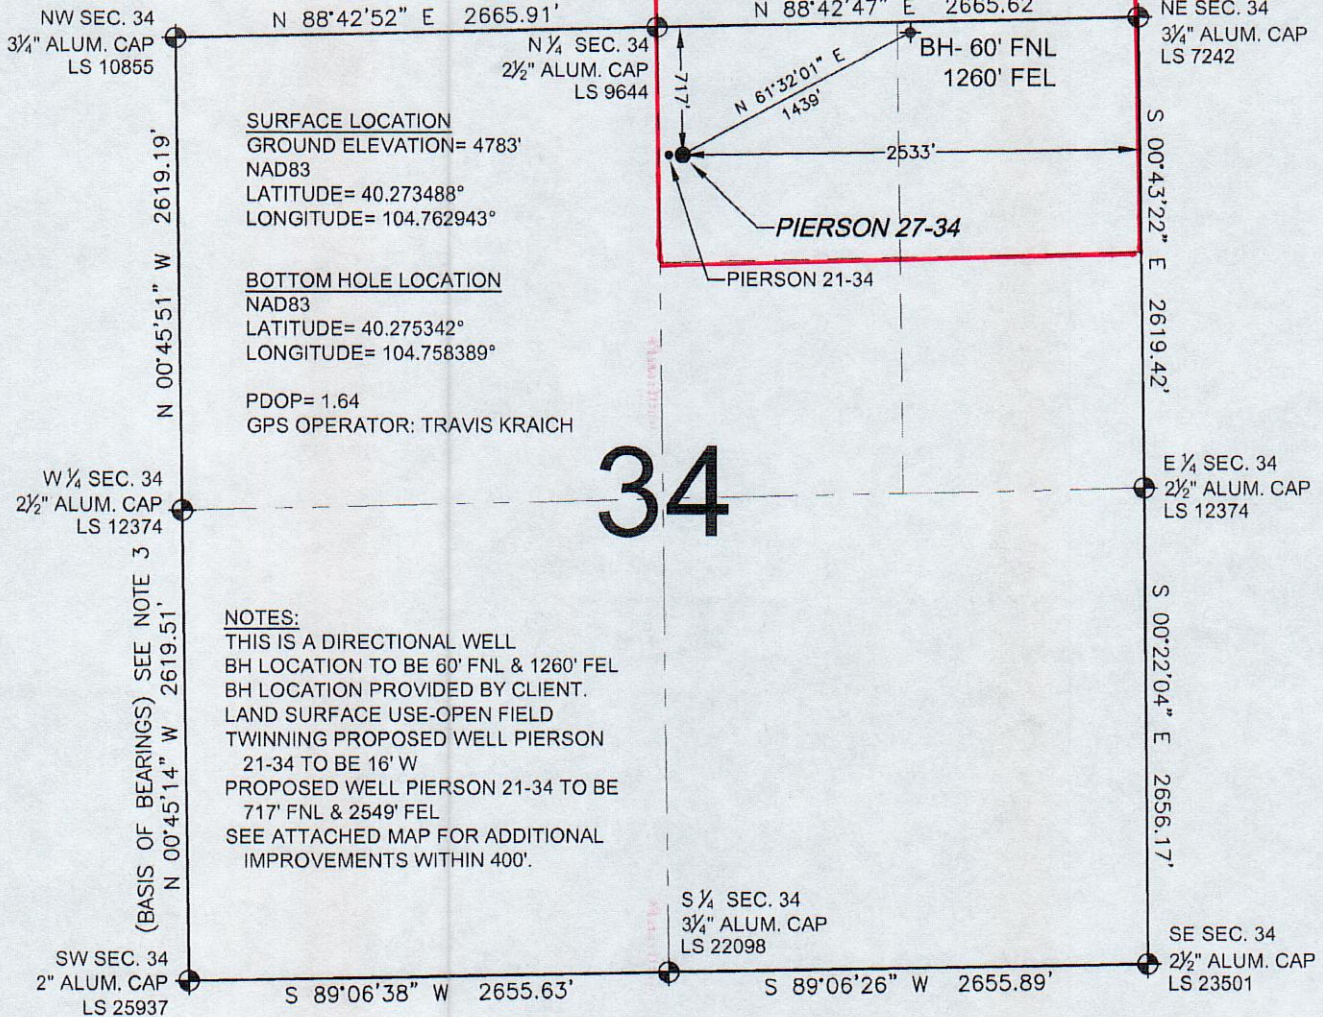 N 88°42'52" E 2665.91'
N 88°42'47" E 2665.62'
NW SEC. 34
3¼" ALUM. CAP
LS 10855
N ¼ SEC. 34
2½" ALUM. CAP
LS 9644
NE SEC. 34
3¼" ALUM. CAP
LS 7242
BH- 60' FNL
1260' FEL
717'
N 61°32'01" E
1439'
2533'
PIERSON 27-34
PIERSON 21-34
SURFACE LOCATION
GROUND ELEVATION= 4783'
NAD83
LATITUDE= 40.273488°
LONGITUDE= 104.762943°
BOTTOM HOLE LOCATION
NAD83
LATITUDE= 40.275342°
LONGITUDE= 104.758389°
PDOP= 1.64
GPS OPERATOR: TRAVIS KRAICH
N 00°45'51" W 2619.19'
S 00°43'22" E 2619.42'
34
W ¼ SEC. 34
2½" ALUM. CAP
LS 12374
E ¼ SEC. 34
2½" ALUM. CAP
LS 12374
(BASIS OF BEARINGS) SEE NOTE 3
N 00°45'14" W 2619.51'
S 00°22'04" E 2656.17'
NOTES:
THIS IS A DIRECTIONAL WELL
BH LOCATION TO BE 60' FNL & 1260' FEL
BH LOCATION PROVIDED BY CLIENT.
LAND SURFACE USE-OPEN FIELD
TWINNING PROPOSED WELL PIERSON
21-34 TO BE 16' W
PROPOSED WELL PIERSON 21-34 TO BE
717' FNL & 2549' FEL
SEE ATTACHED MAP FOR ADDITIONAL
IMPROVEMENTS WITHIN 400'.
S ¼ SEC. 34
3¼" ALUM. CAP
LS 22098
SW SEC. 34
2" ALUM. CAP
LS 25937
SE SEC. 34
2½" ALUM. CAP
LS 23501
S 89°06'38" W 2655.63'
S 89°06'26" W 2655.89'